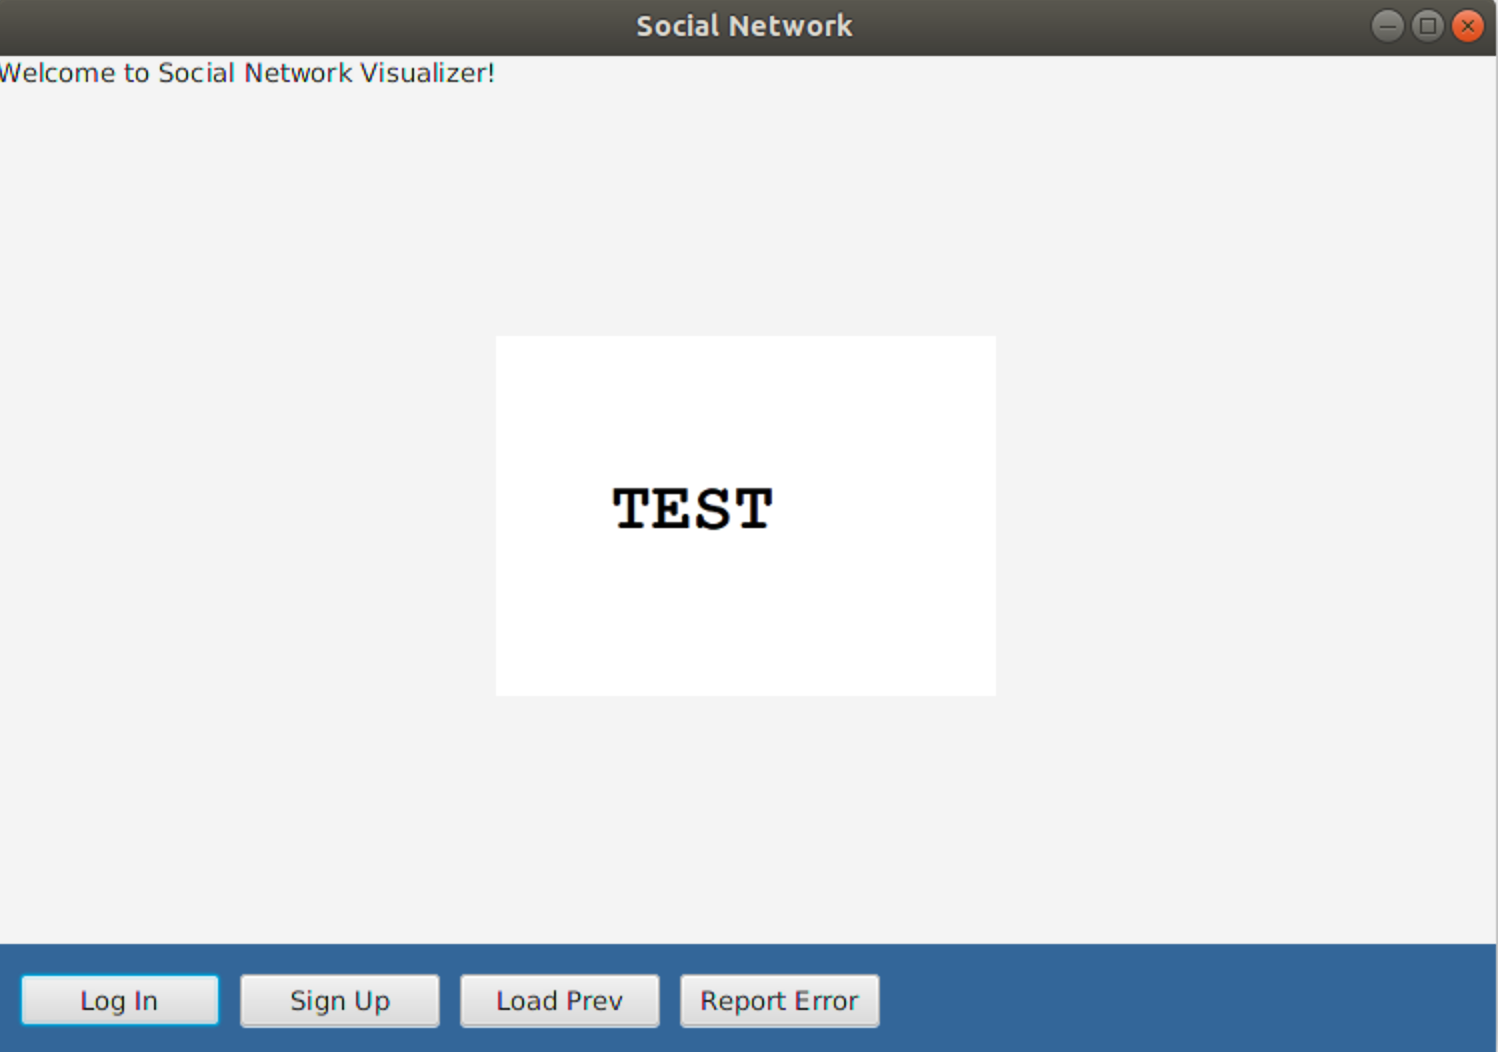 Social Network
Welcome to Social Network Visualizer!
TEST
Log In
Sign Up
Load Prev
Report Error